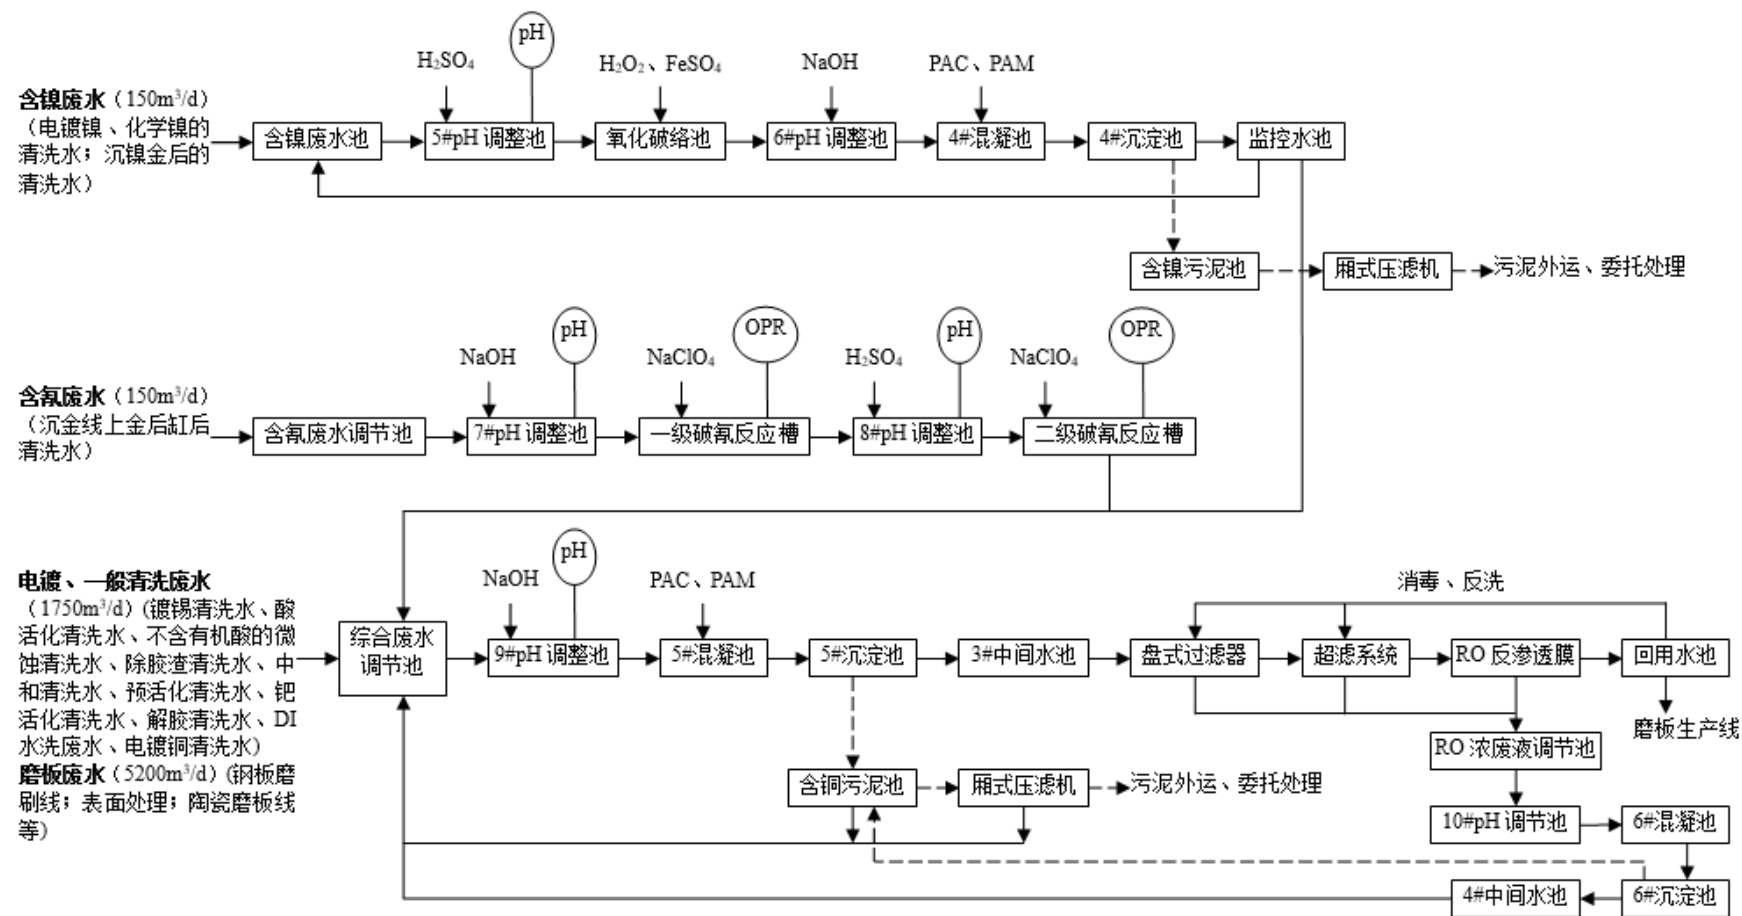 pH
H₂SO₄
H₂O₂、FeSO₄
NaOH
PAC、PAM
含镍废水（150m³/d）
（电镀镍、化学镍的
清洗水；沉镍金后的
清洗水）
含镍废水池
5#pH 调整池
氧化破络池
6#pH 调整池
4#混凝池
4#沉淀池
监控水池
含镍污泥池
厢式压滤机
污泥外运、委托处理
pH
OPR
pH
OPR
NaOH
NaClO₄
H₂SO₄
NaClO₄
含氰废水（150m³/d）
（沉金线上金后缸后
清洗水）
含氰废水调节池
7#pH 调整池
一级破氰反应槽
8#pH 调整池
二级破氰反应槽
pH
NaOH
PAC、PAM
消毒、反洗
电镀、一般清洗废水
（1750m³/d）(镀锡清洗水、酸
活化清洗水、不含有机酸的微
蚀清洗水、除胶渣清洗水、中
和清洗水、预活化清洗水、钯
活化清洗水、解胶清洗水、DI
水洗废水、电镀铜清洗水）
磨板废水（5200m³/d）(钢板磨
刷线；表面处理；陶瓷磨板线
等）
综合废水
调节池
9#pH 调整池
5#混凝池
5#沉淀池
3#中间水池
盘式过滤器
超滤系统
RO 反渗透膜
回用水池
磨板生产线
RO 浓废液调节池
含铜污泥池
厢式压滤机
污泥外运、委托处理
10#pH 调节池
6#混凝池
4#中间水池
6#沉淀池